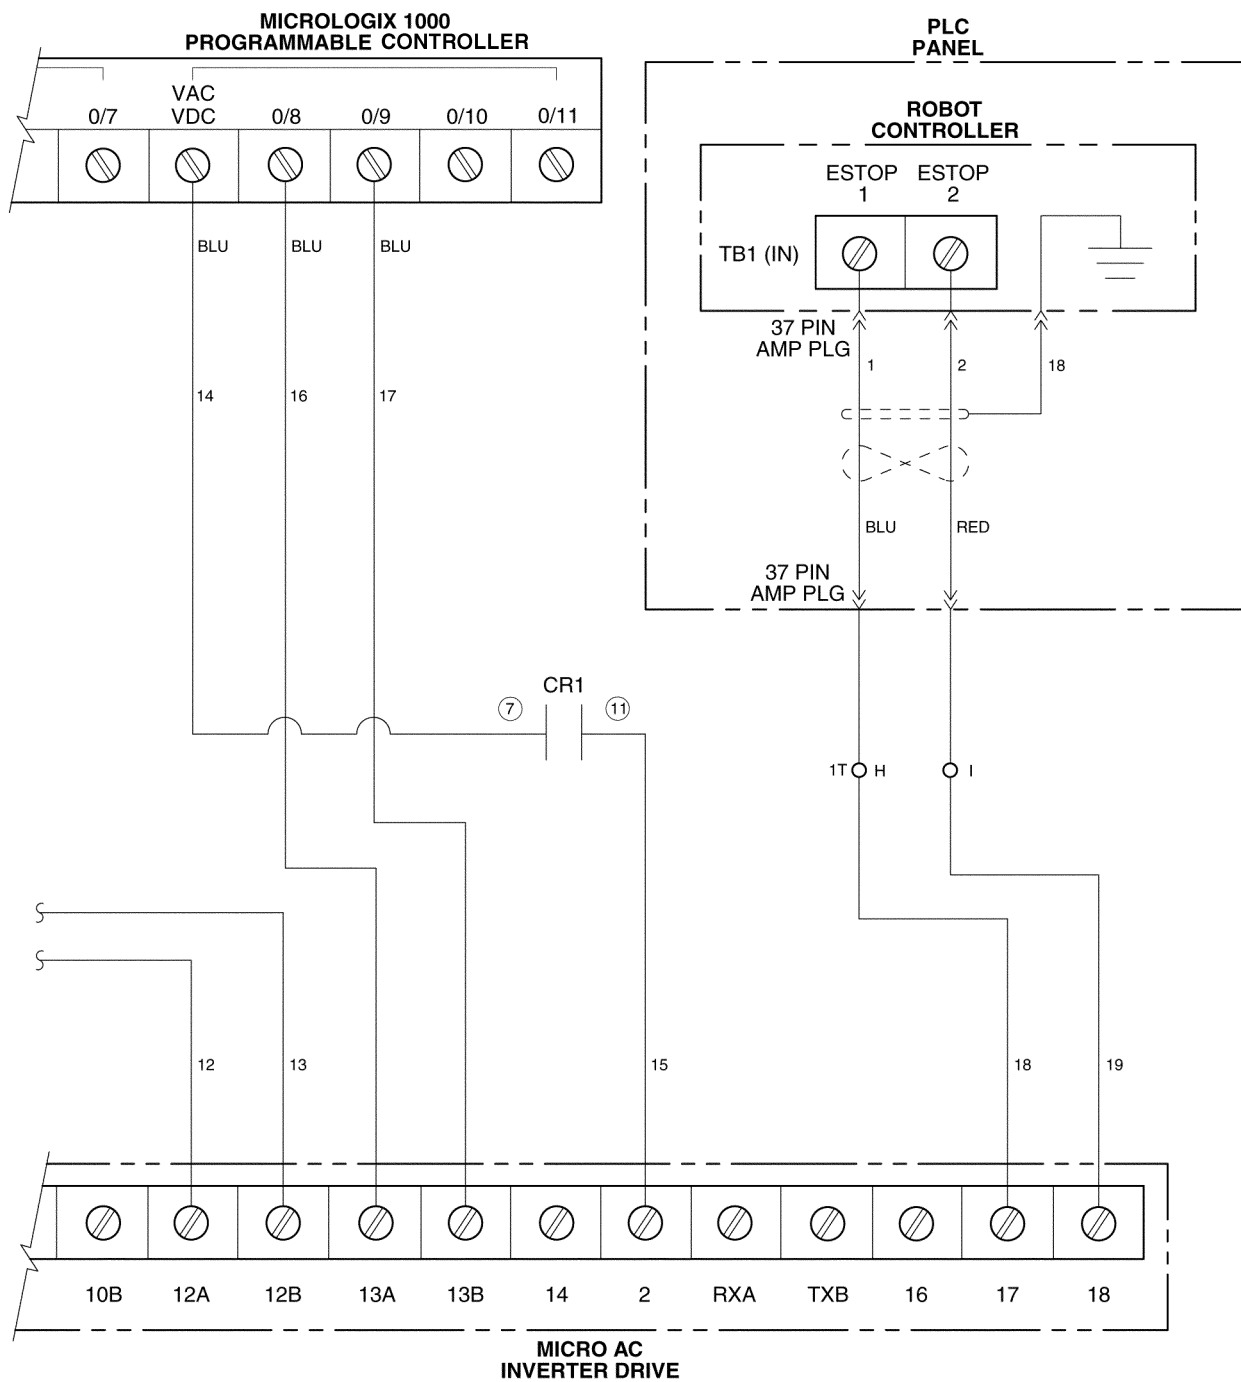 MICROLOGIX 1000
PROGRAMMABLE CONTROLLER
0/7
VAC
VDC
0/8
0/9
0/10
0/11
BLU
BLU
BLU
14
16
17
PLC
PANEL
ROBOT
CONTROLLER
ESTOP
1
ESTOP
2
TB1 (IN)
37 PIN
AMP PLG
1
2
18
BLU
RED
37 PIN
AMP PLG
CR1
7
11
1T
H
I
12
13
15
18
19
10B
12A
12B
13A
13B
14
2
RXA
TXB
16
17
18
MICRO AC
INVERTER DRIVE